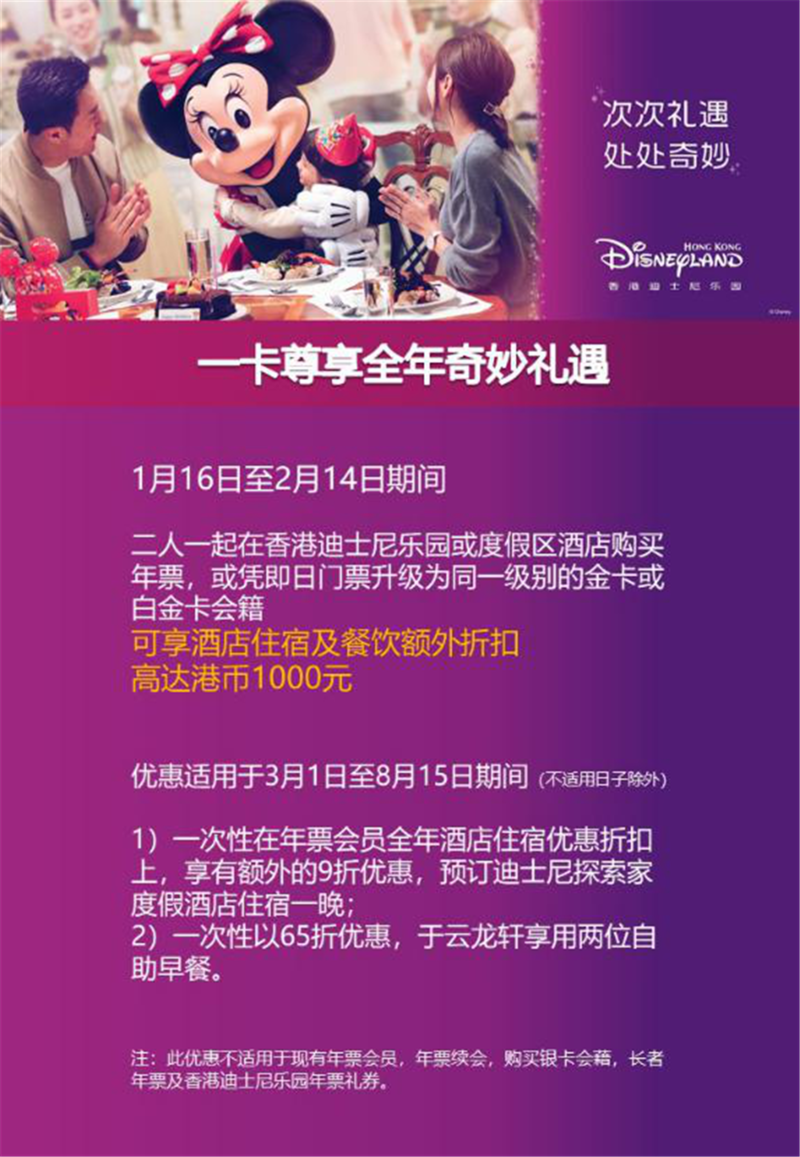 次次礼遇
处处奇妙
HONG KONG
DISNEYLAND
香港迪士尼乐园
©Disney
一卡尊享全年奇妙礼遇
1月16日至2月14日期间
二人一起在香港迪士尼乐园或度假区酒店购买
年票，或凭即日门票升级为同一级别的金卡或
白金卡会籍
可享酒店住宿及餐饮额外折扣
高达港币1000元
优惠适用于3月1日至8月15日期间（不适用日子除外）
1）一次性在年票会员全年酒店住宿优惠折扣
上，享有额外的9折优惠，预订迪士尼探索家
度假酒店住宿一晚；
2）一次性以65折优惠，于云龙轩享用两位自
助早餐。
注：此优惠不适用于现有年票会员，年票续会，购买银卡会藉，长者
年票及香港迪士尼乐园年票礼券。